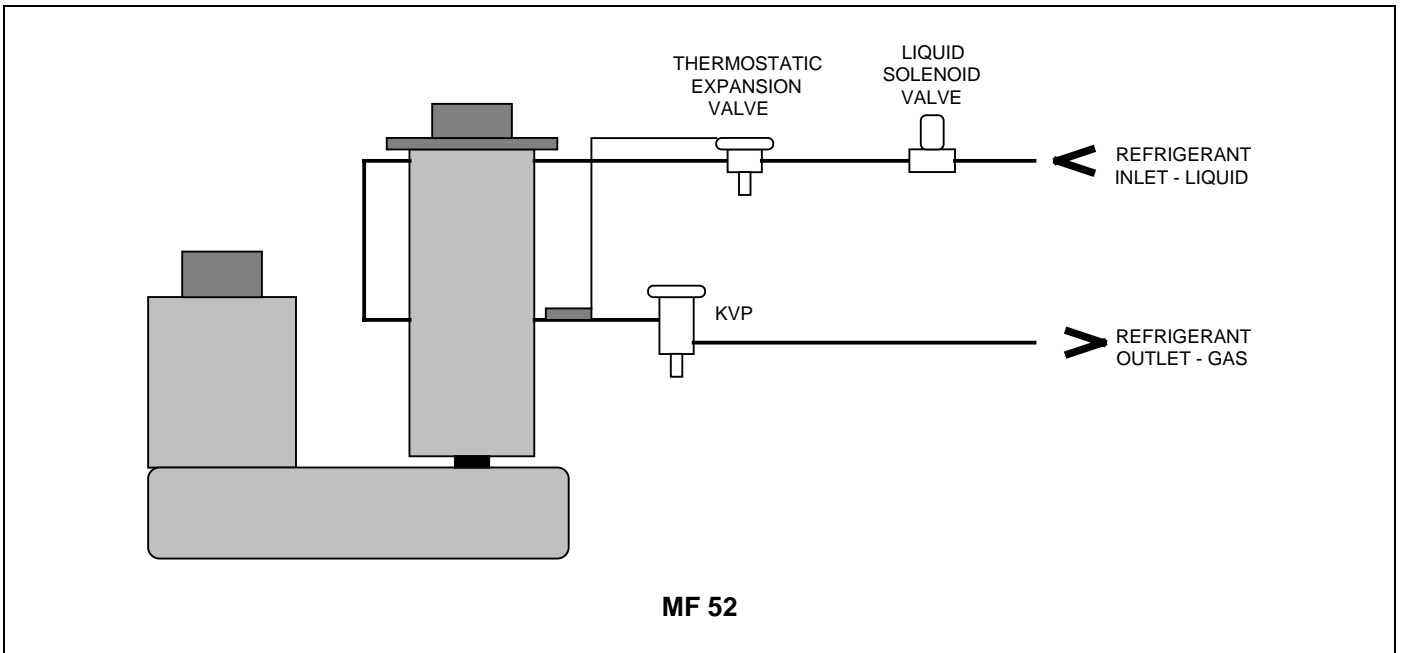 THERMOSTATIC
EXPANSION
VALVE
LIQUID
SOLENOID
VALVE
REFRIGERANT
INLET - LIQUID
KVP
REFRIGERANT
OUTLET - GAS
MF 52